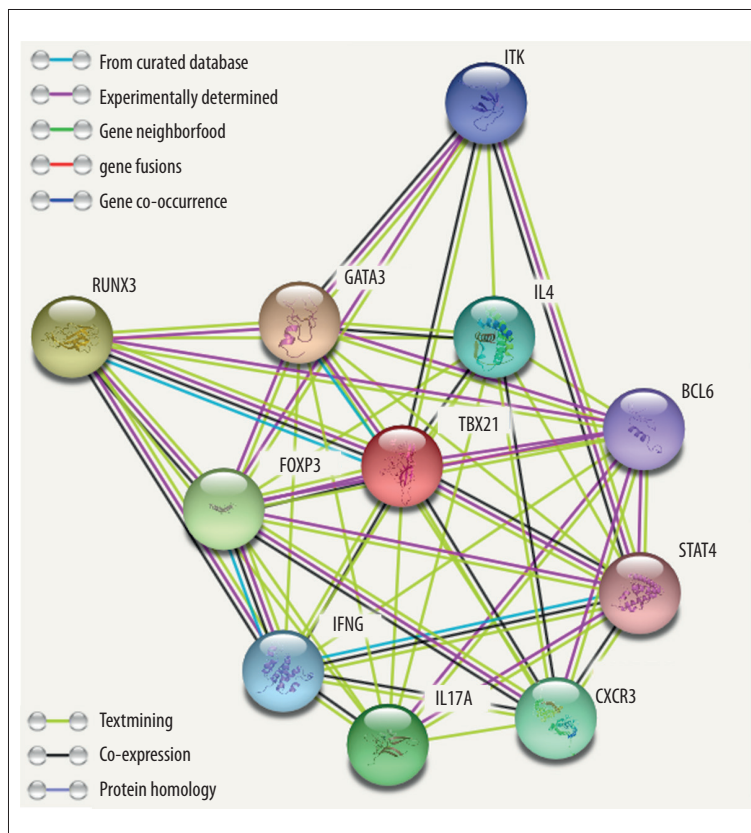 ITK
From curated database
Experimentally determined
Gene neighborfood
gene fusions
Gene co-occurrence
RUNX3
GATA3
IL4
BCL6
TBX21
FOXP3
STAT4
IFNG
IL17A
CXCR3
Textmining
Co-expression
Protein homology